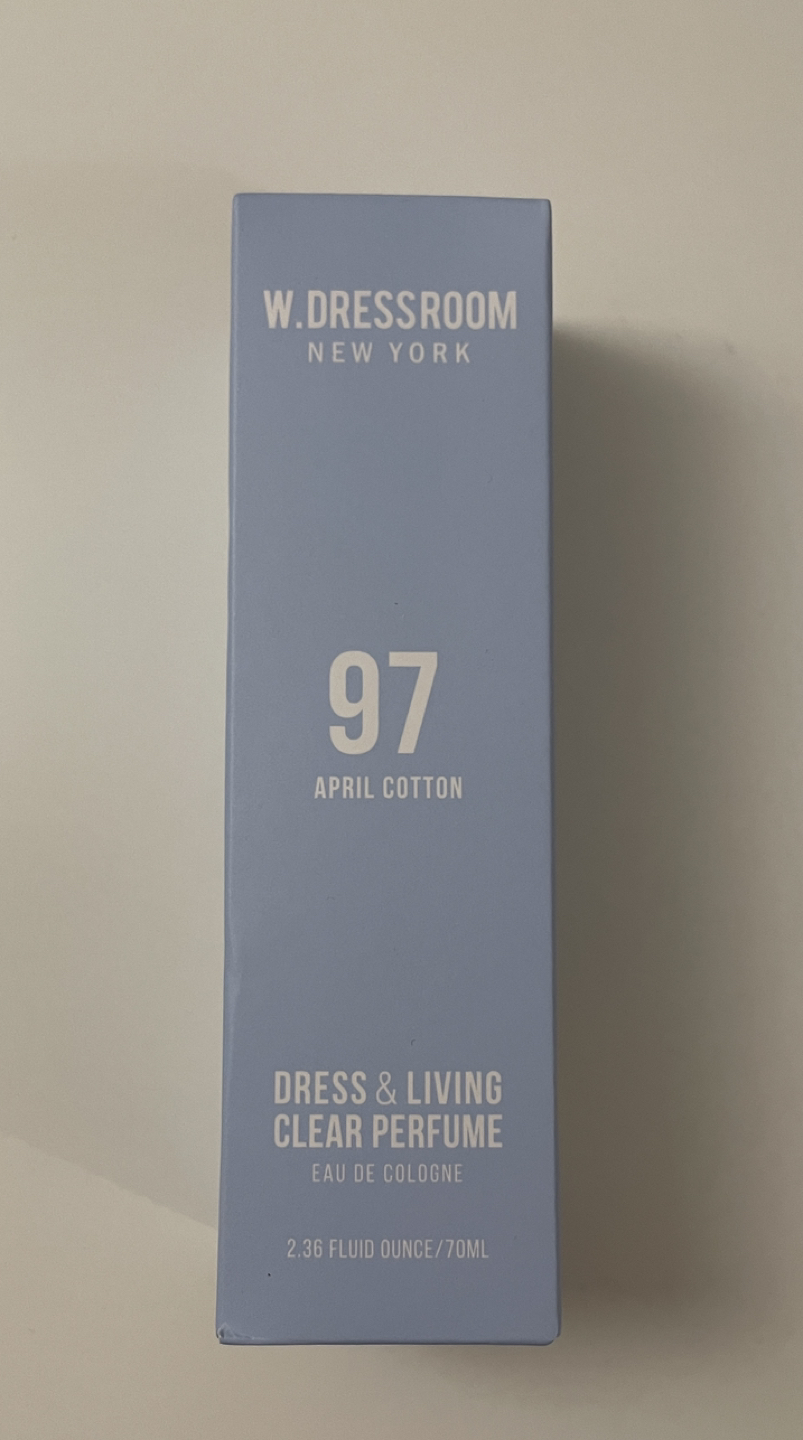 W.DRESSROOM
NEW YORK
97
APRIL COTTON
DRESS & LIVING
CLEAR PERFUME
EAU DE COLOGNE
2.36 FLUID OUNCE/70ML